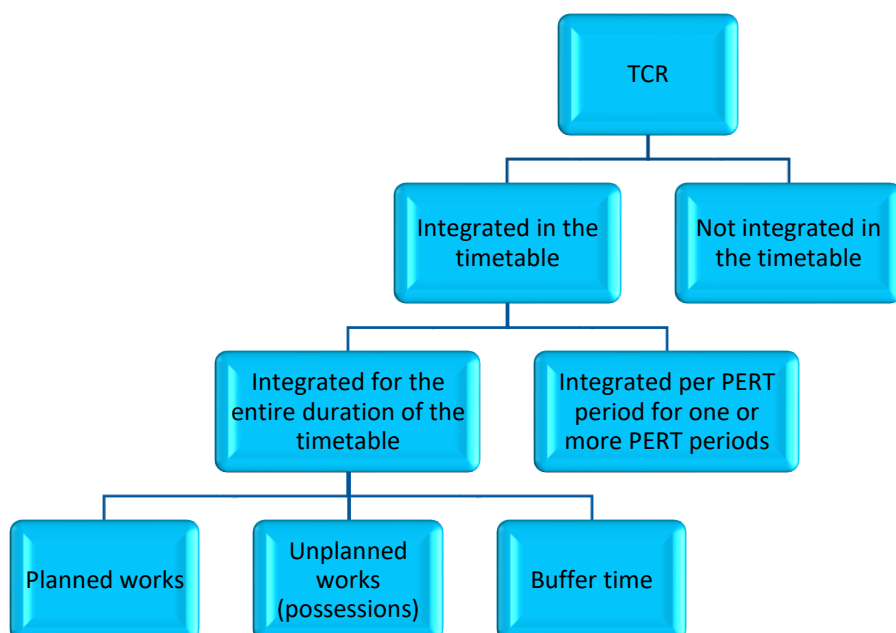 TCR
Integrated in the
timetable
Not integrated in
the timetable
Integrated for the
entire duration of the
timetable
Integrated per PERT
period for one or
more PERT periods
Planned works
Unplanned
works
(possessions)
Buffer time